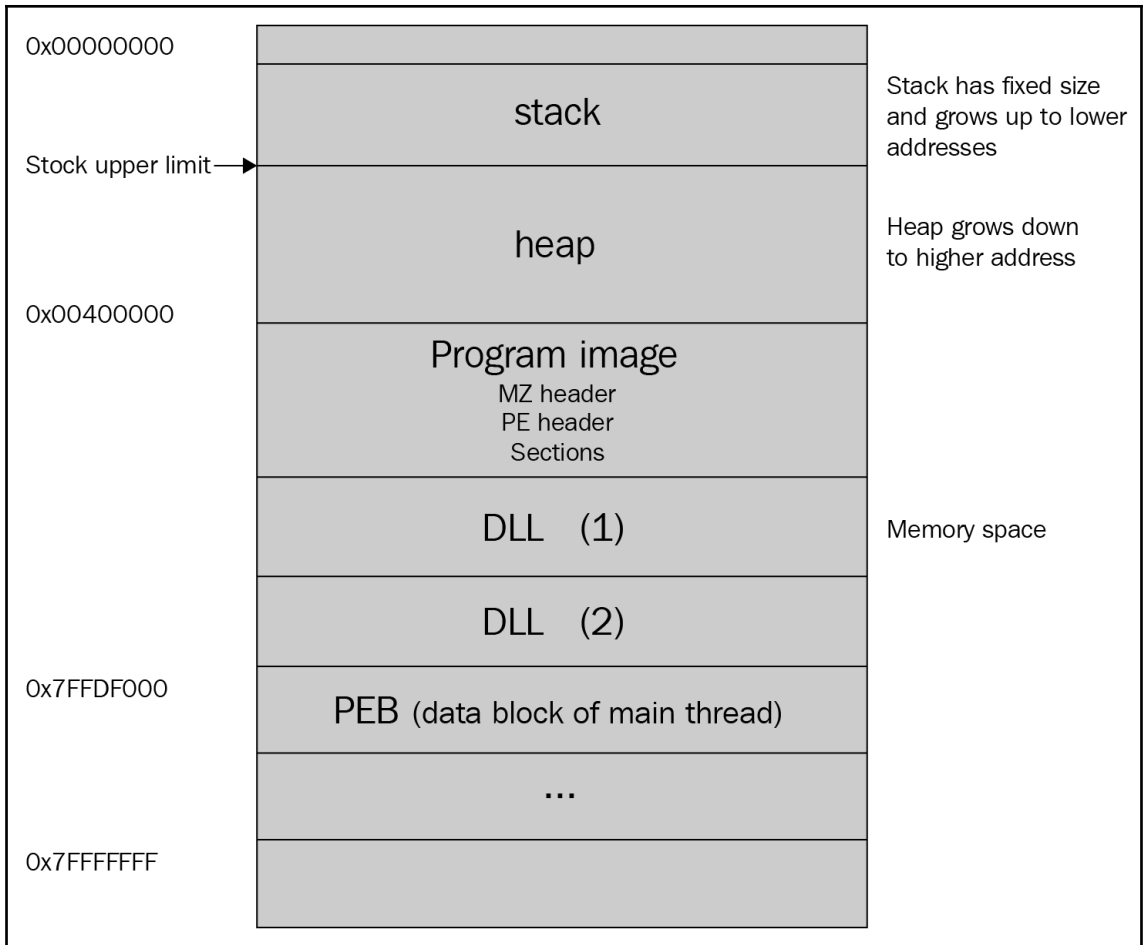 0x00000000
stack
Stack has fixed size
and grows up to lower
addresses
Stock upper limit
heap
Heap grows down
to higher address
0x00400000
Program image
MZ header
PE header
Sections
DLL (1)
Memory space
DLL (2)
0x7FFDF000
PEB (data block of main thread)
...
0x7FFFFFFF